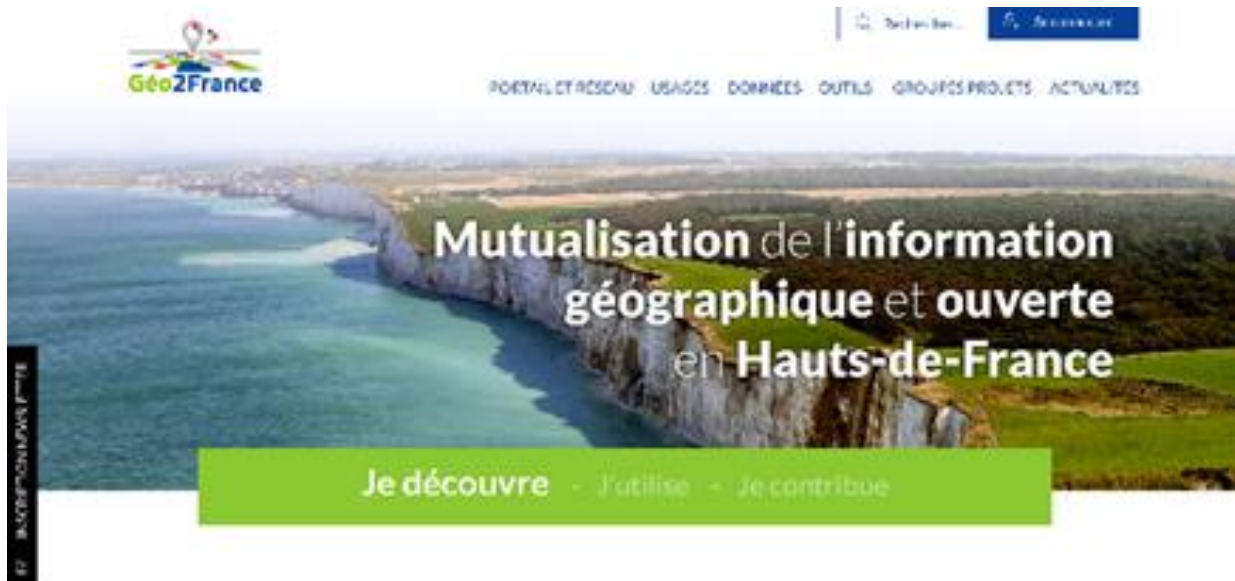 Géo2France
PORTAIL ET RÉSEAU USAGES DONNÉES OUTILS GROUPES PROJETS ACTUALITÉS
Mutualisation de l'information
géographique et ouverte
en Hauts-de-France
Je découvre - J'utilise - Je contribue